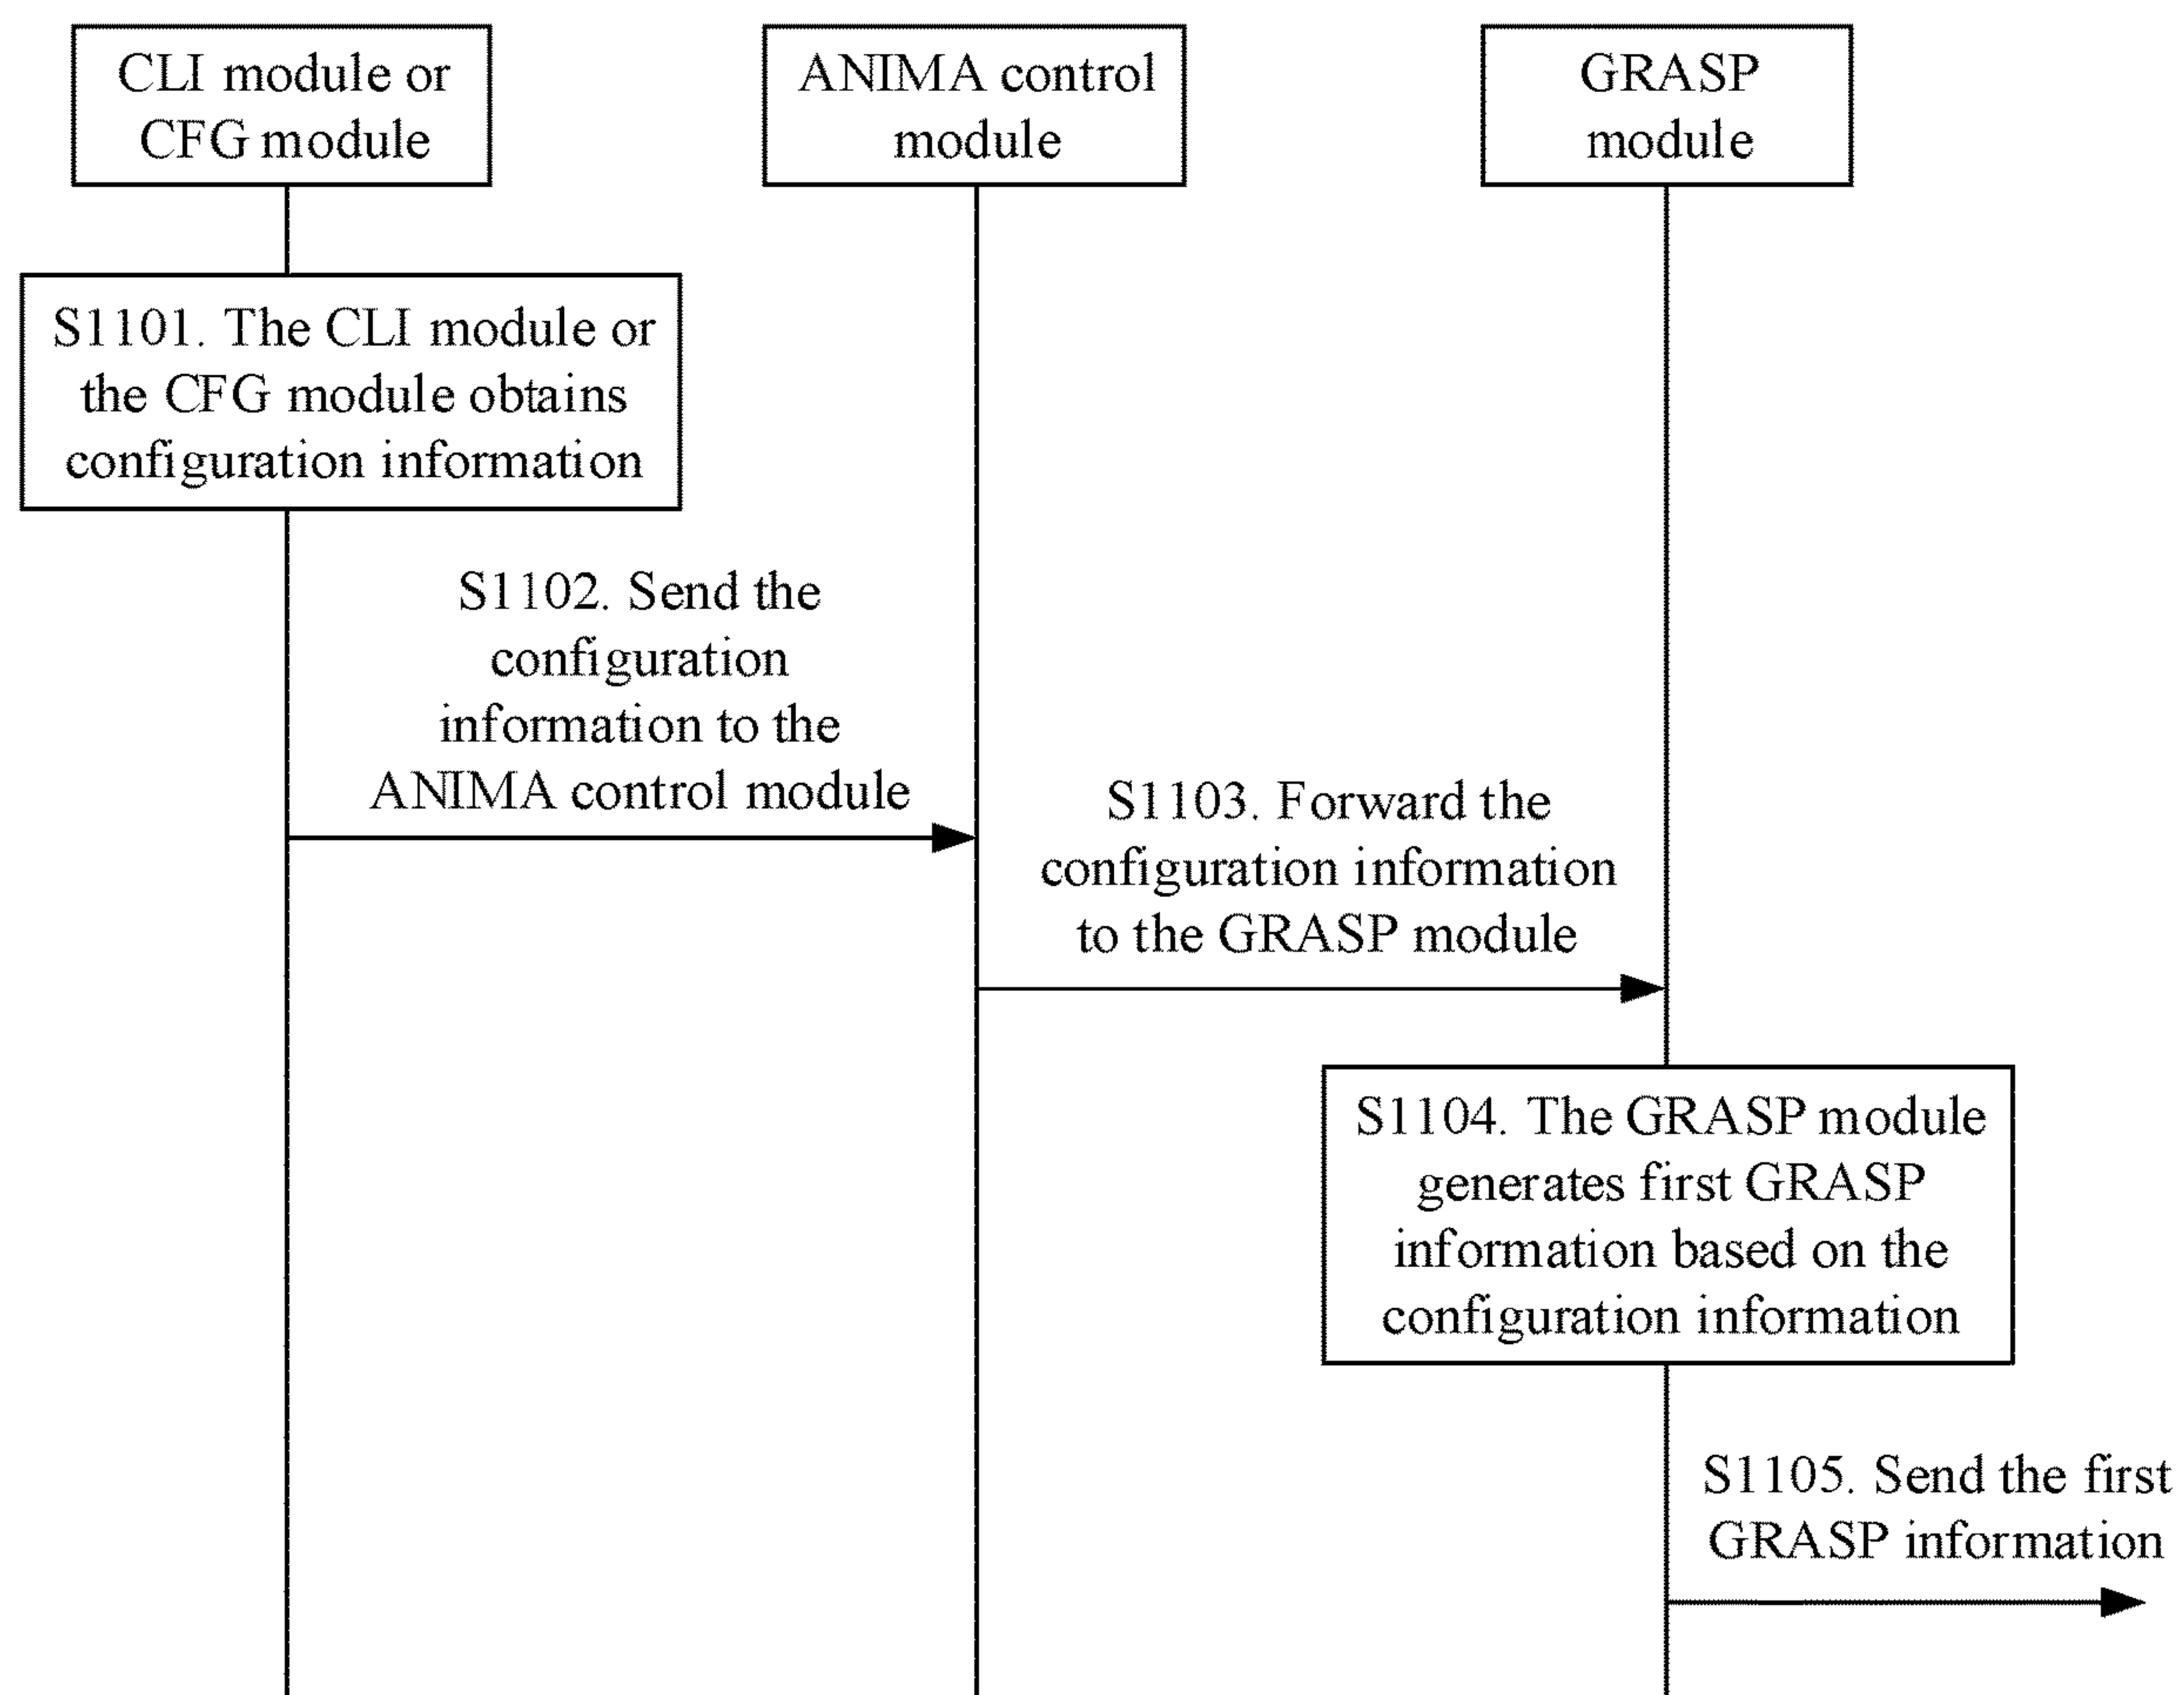 CLI module or
CFG module
ANIMA control
module
GRASP
module
S1101. The CLI module or
the CFG module obtains
configuration information
S1102. Send the
configuration
information to the
ANIMA control module
S1103. Forward the
configuration information
to the GRASP module
S1104. The GRASP module
generates first GRASP
information based on the
configuration information
S1105. Send the first
GRASP information